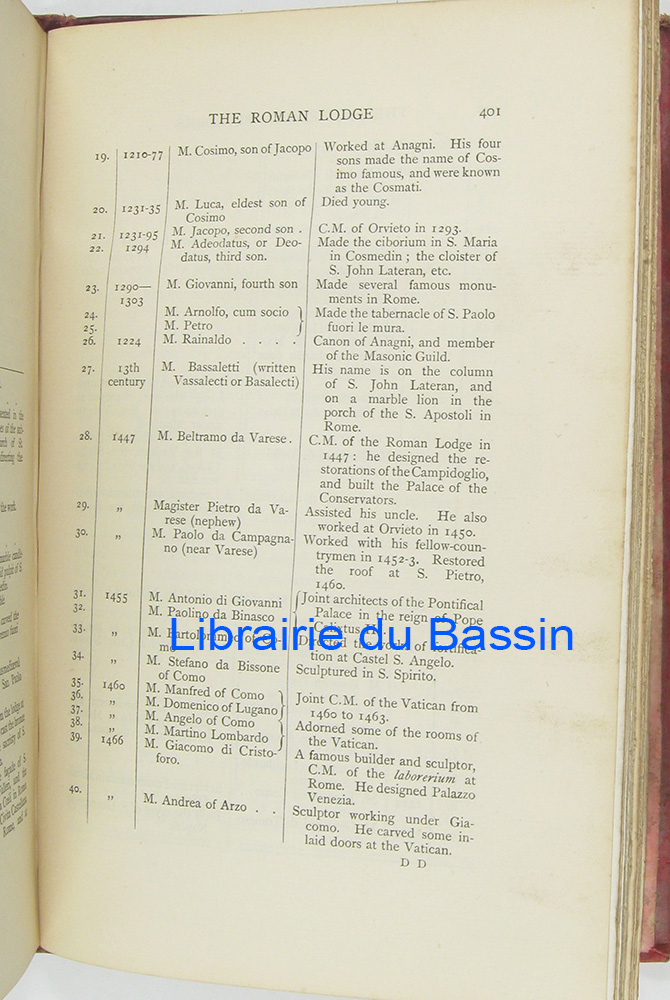 THE ROMAN LODGE 401
19. 1210-77 M. Cosimo, son of Jacopo Worked at Anagni. His four
sons made the name of Cos-
imo famous, and were known
as the Cosmati.
20. 1231-35 M. Luca, eldest son of Died young.
Cosimo
21. 1231-95 M. Jacopo, second son . C.M. of Orvieto in 1293.
22. 1294 M. Adeodatus, or Deo- Made the ciborium in S. Maria
datus, third son. in Cosmedin ; the cloister of
S. John Lateran, etc.
23. 1290— M. Giovanni, fourth son Made several famous monu-
1303 ments in Rome.
24. M. Arnolfo, cum socio } Made the tabernacle of S. Paolo
25. M. Petro fuori le mura.
26. 1224 M. Rainaldo . . . . Canon of Anagni, and member
of the Masonic Guild.
27. 13th M. Bassaletti (written His name is on the column
century Vassalecti or Basalecti) of S. John Lateran, and
on a marble lion in the
porch of the S. Apostoli in
Rome.
28. 1447 M. Beltramo da Varese . C.M. of the Roman Lodge in
1447 : he designed the re-
storations of the Campidoglio,
and built the Palace of the
Conservators.
29. ,, Magister Pietro da Va- Assisted his uncle. He also
rese (nephew) worked at Orvieto in 1450.
30. ,, M. Paolo da Campagna- Worked with his fellow-coun-
no (near Varese) trymen in 1452-3. Restored
the roof at S. Pietro,
1460.
31. 1455 M. Antonio di Giovanni { Joint architects of the Pontifical
32. M. Paolino da Binasco Palace in the reign of Pope
33. ,, M. Bartolommeo of Co-
mo
Librairie du Bassin
tion at Castel S. Angelo.
34. ,, M. Stefano da Bissone Sculptured in S. Spirito.
of Como
35. 1460 M. Manfred of Como } Joint C.M. of the Vatican from
36. ,, M. Domenico of Lugano 1460 to 1463.
37. ,, M. Angelo of Como } Adorned some of the rooms of
38. ,, M. Martino Lombardo the Vatican.
39. 1466 M. Giacomo di Cristo- A famous builder and sculptor,
foro. C.M. of the laborerium at
Rome. He designed Palazzo
Venezia.
40. ,, M. Andrea of Arzo . . Sculptor working under Gia-
como. He carved some in-
laid doors at the Vatican.
D D